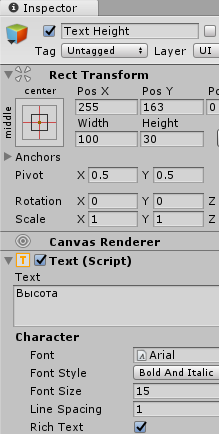 Inspector
Text Height
Tag Untagged Layer UI
Rect Transform
center Pos X Pos Y Po
middle
255 163 0
Width Height
100 30
Anchors
Pivot X 0.5 Y 0.5
Rotation X 0 Y 0 Z
Scale X 1 Y 1 Z
Canvas Renderer
T Text (Script)
Text
Высота
Character
Font Arial
Font Style Bold And Italic
Font Size 15
Line Spacing 1
Rich Text